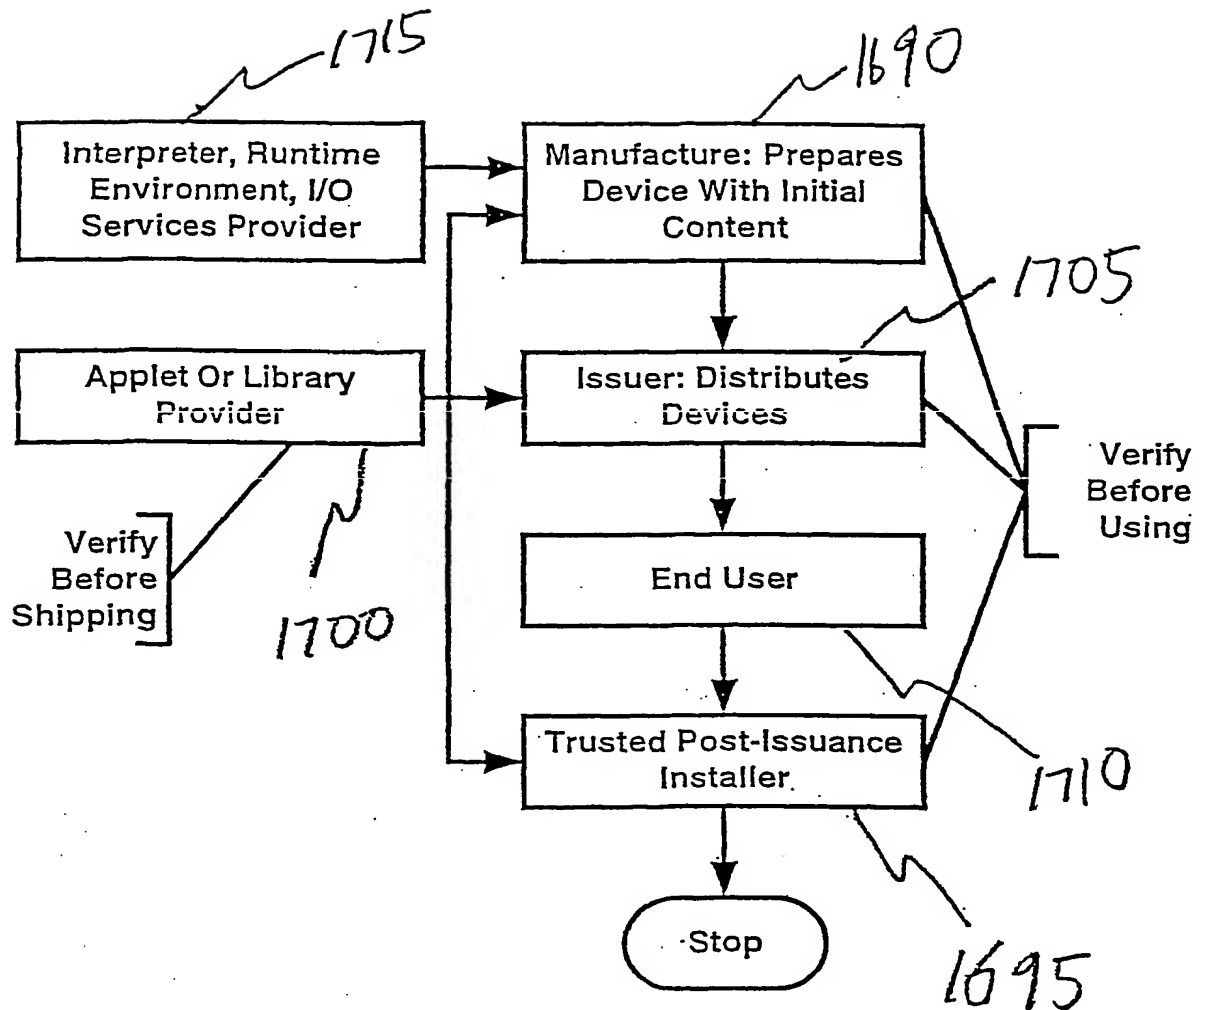 1715
1690
Interpreter, Runtime
Environment, I/O
Services Provider
Manufacture: Prepares
Device With Initial
Content
1705
Applet Or Library
Provider
Issuer: Distributes
Devices
Verify
Before
Using
Verify
Before
Shipping
1700
End User
1710
Trusted Post-Issuance
Installer
Stop
1695